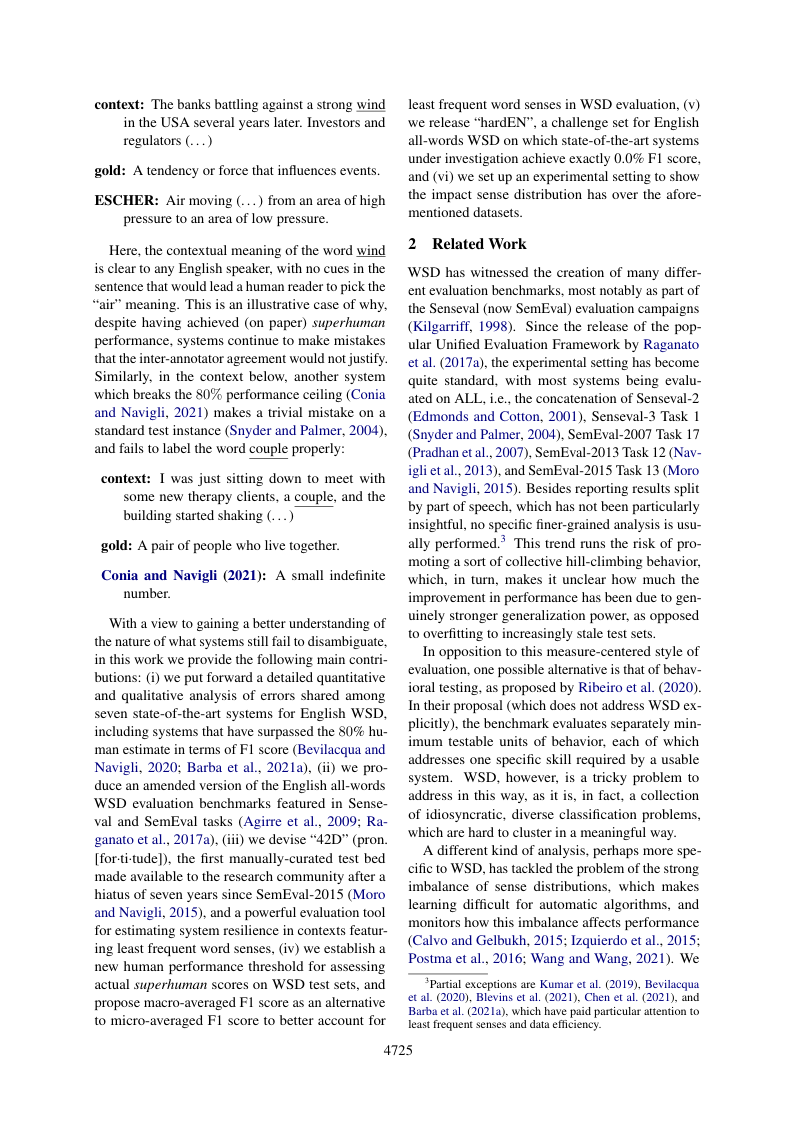 context: The banks battling against a strong wind
in the USA several years later. Investors and
regulators (. . . )
gold: A tendency or force that influences events.
ESCHER: Air moving (. . . ) from an area of high
pressure to an area of low pressure.
Here, the contextual meaning of the word wind
is clear to any English speaker, with no cues in the
sentence that would lead a human reader to pick the
“air” meaning. This is an illustrative case of why,
despite having achieved (on paper) superhuman
performance, systems continue to make mistakes
that the inter-annotator agreement would not justify.
Similarly, in the context below, another system
which breaks the 80% performance ceiling (Conia
and Navigli, 2021) makes a trivial mistake on a
standard test instance (Snyder and Palmer, 2004),
and fails to label the word couple properly:
context: I was just sitting down to meet with
some new therapy clients, a couple, and the
building started shaking (. . . )
gold: A pair of people who live together.
Conia and Navigli (2021): A small indefinite
number.
With a view to gaining a better understanding of
the nature of what systems still fail to disambiguate,
in this work we provide the following main contri-
butions: (i) we put forward a detailed quantitative
and qualitative analysis of errors shared among
seven state-of-the-art systems for English WSD,
including systems that have surpassed the 80% hu-
man estimate in terms of F1 score (Bevilacqua and
Navigli, 2020; Barba et al., 2021a), (ii) we pro-
duce an amended version of the English all-words
WSD evaluation benchmarks featured in Sense-
val and SemEval tasks (Agirre et al., 2009; Ra-
ganato et al., 2017a), (iii) we devise “42D” (pron.
[for·ti·tude]), the first manually-curated test bed
made available to the research community after a
hiatus of seven years since SemEval-2015 (Moro
and Navigli, 2015), and a powerful evaluation tool
for estimating system resilience in contexts featur-
ing least frequent word senses, (iv) we establish a
new human performance threshold for assessing
actual superhuman scores on WSD test sets, and
propose macro-averaged F1 score as an alternative
to micro-averaged F1 score to better account for
least frequent word senses in WSD evaluation, (v)
we release “hardEN”, a challenge set for English
all-words WSD on which state-of-the-art systems
under investigation achieve exactly 0.0% F1 score,
and (vi) we set up an experimental setting to show
the impact sense distribution has over the afore-
mentioned datasets.
2 Related Work
WSD has witnessed the creation of many differ-
ent evaluation benchmarks, most notably as part of
the Senseval (now SemEval) evaluation campaigns
(Kilgarriff, 1998). Since the release of the pop-
ular Unified Evaluation Framework by Raganato
et al. (2017a), the experimental setting has become
quite standard, with most systems being evalu-
ated on ALL, i.e., the concatenation of Senseval-2
(Edmonds and Cotton, 2001), Senseval-3 Task 1
(Snyder and Palmer, 2004), SemEval-2007 Task 17
(Pradhan et al., 2007), SemEval-2013 Task 12 (Nav-
igli et al., 2013), and SemEval-2015 Task 13 (Moro
and Navigli, 2015). Besides reporting results split
by part of speech, which has not been particularly
insightful, no specific finer-grained analysis is usu-
ally performed.3 This trend runs the risk of pro-
moting a sort of collective hill-climbing behavior,
which, in turn, makes it unclear how much the
improvement in performance has been due to gen-
uinely stronger generalization power, as opposed
to overfitting to increasingly stale test sets.
In opposition to this measure-centered style of
evaluation, one possible alternative is that of behav-
ioral testing, as proposed by Ribeiro et al. (2020).
In their proposal (which does not address WSD ex-
plicitly), the benchmark evaluates separately min-
imum testable units of behavior, each of which
addresses one specific skill required by a usable
system. WSD, however, is a tricky problem to
address in this way, as it is, in fact, a collection
of idiosyncratic, diverse classification problems,
which are hard to cluster in a meaningful way.
A different kind of analysis, perhaps more spe-
cific to WSD, has tackled the problem of the strong
imbalance of sense distributions, which makes
learning difficult for automatic algorithms, and
monitors how this imbalance affects performance
(Calvo and Gelbukh, 2015; Izquierdo et al., 2015;
Postma et al., 2016; Wang and Wang, 2021). We
3Partial exceptions are Kumar et al. (2019), Bevilacqua
et al. (2020), Blevins et al. (2021), Chen et al. (2021), and
Barba et al. (2021a), which have paid particular attention to
least frequent senses and data efficiency.
4725